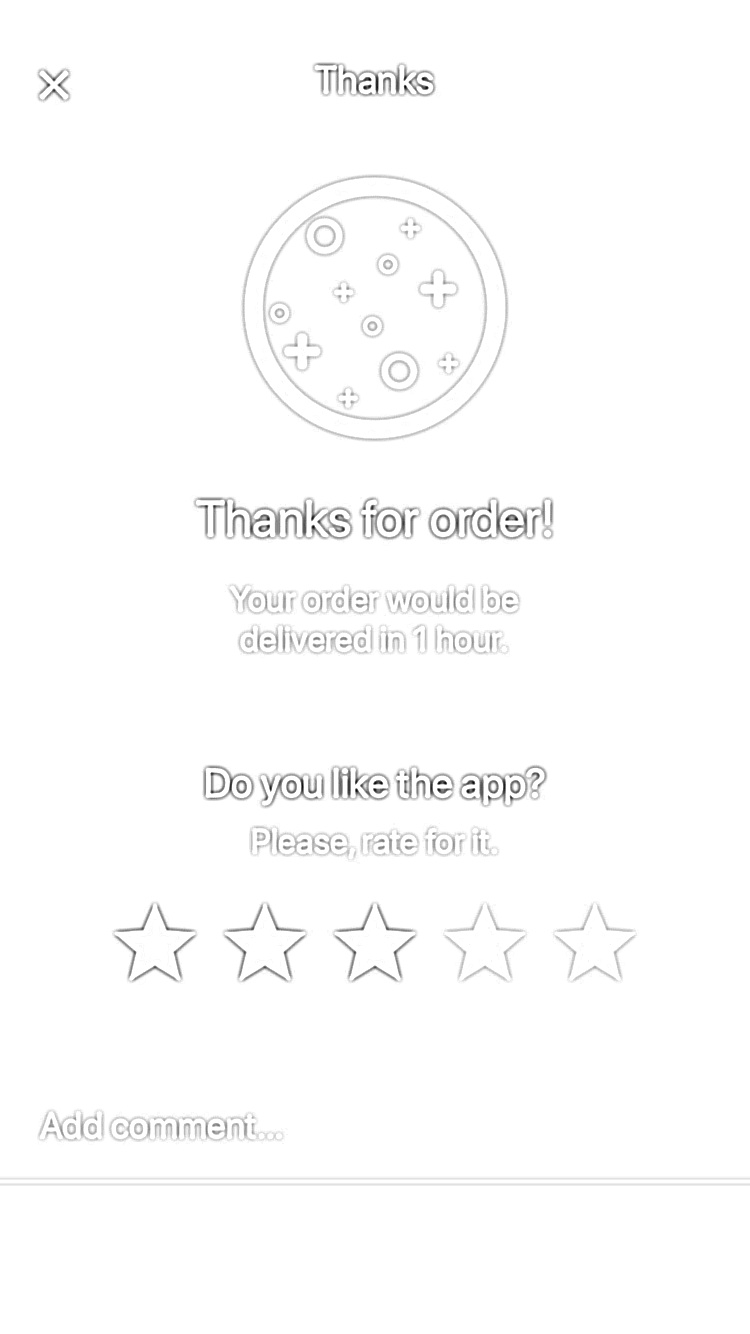 Thanks
Thanks for order!
Your order would be
delivered in 1 hour.
Do you like the app?
Please, rate for it.
Add comment...